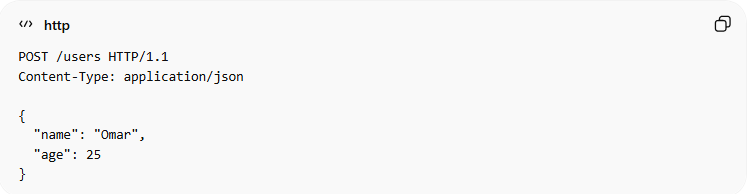 http
POST /users HTTP/1.1
Content-Type: application/json
{
"name": "Omar",
"age": 25
}